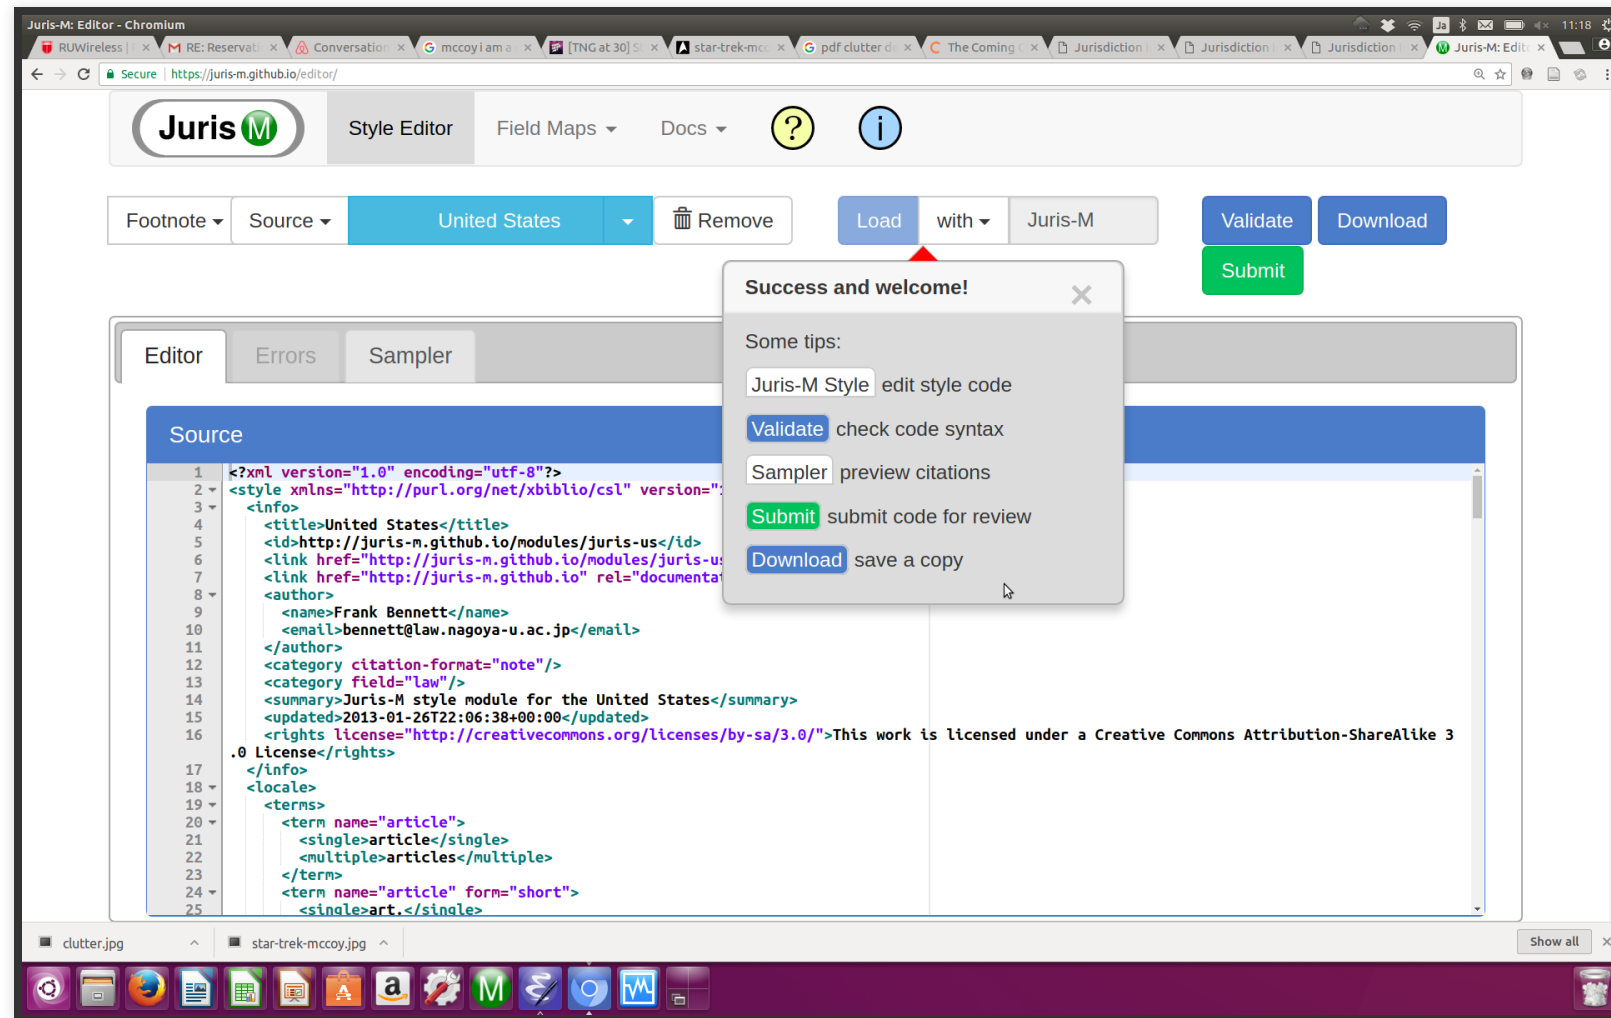 Juris-M: Editor - Chromium
Ja
11:18
RUWireless |
RE: Reservati
Conversation
mccoy i am a
[TNG at 30] S
star-trek-mcc
pdf clutter de
The Coming
Jurisdiction
Jurisdiction
Jurisdiction
Juris-M: Edit
Secure | https://juris-m.github.io/editor/
Juris M
Style Editor
Field Maps
Docs
?
i
Footnote
Source
United States
Remove
Load
with
Juris-M
Validate
Download
Submit
Success and welcome!
Some tips:
Juris-M Style edit style code
Validate check code syntax
Sampler preview citations
Submit submit code for review
Download save a copy
Editor
Errors
Sampler
Source
1 <?xml version="1.0" encoding="utf-8"?>
2 <style xmlns="http://purl.org/net/xbiblio/csl" version="1
3 <info>
4 <title>United States</title>
5 <id>http://juris-m.github.io/modules/juris-us</id>
6 <link href="http://juris-m.github.io/modules/juris-us
7 <link href="http://juris-m.github.io" rel="documentat
8 <author>
9 <name>Frank Bennett</name>
10 <email>bennett@law.nagoya-u.ac.jp</email>
11 </author>
12 <category citation-format="note"/>
13 <category field="law"/>
14 <summary>Juris-M style module for the United States</summary>
15 <updated>2013-01-26T22:06:38+00:00</updated>
16 <rights license="http://creativecommons.org/licenses/by-sa/3.0/">This work is licensed under a Creative Commons Attribution-ShareAlike 3
.0 License</rights>
17 </info>
18 <locale>
19 <terms>
20 <term name="article">
21 <single>article</single>
22 <multiple>articles</multiple>
23 </term>
24 <term name="article" form="short">
25 <single>art.</single>
clutter.jpg
star-trek-mccoy.jpg
Show all
a
M